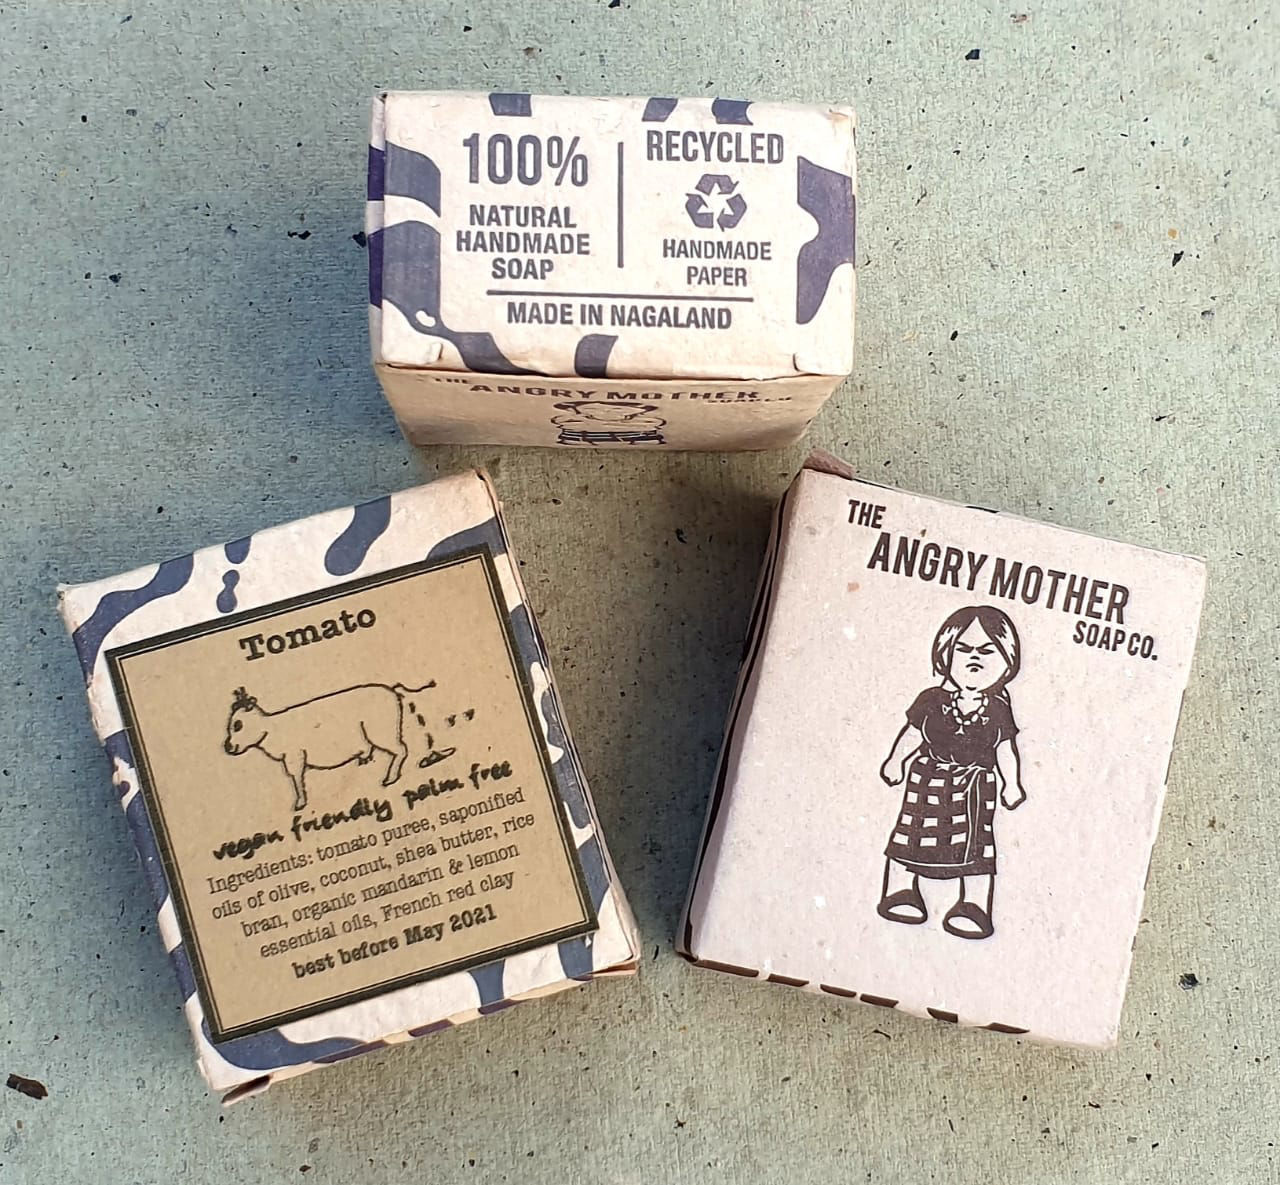 100%
NATURAL
HANDMADE
SOAP
RECYCLED
HANDMADE
PAPER
MADE IN NAGALAND
THE
ANGRY MOTHER
SOAP CO.
Tomato
vegan friendly palm free
Ingredients: tomato puree, saponified
oils of olive, coconut, shea butter, rice
bran, organic mandarin & lemon
essential oils, French red clay
best before May 2021
THE
ANGRY MOTHER
SOAP CO.